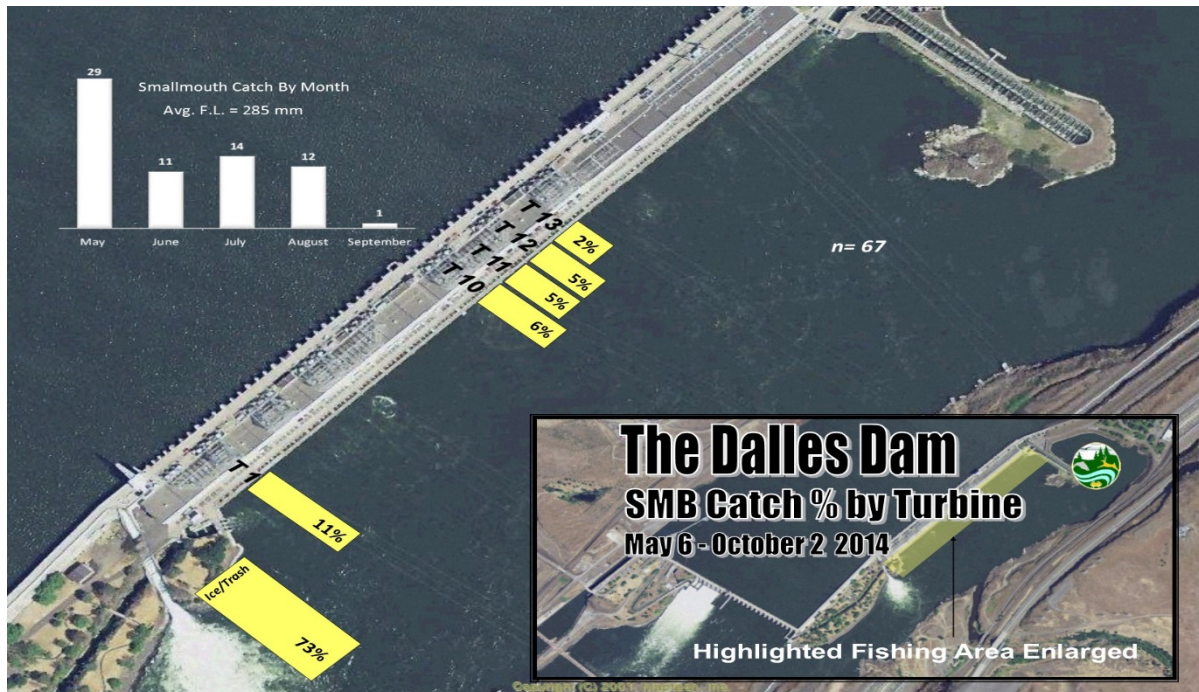 29
Smallmouth Catch By Month
Avg. F.L. = 285 mm
11
14
12
1
May
June
July
August
September
T 13
T 12
T 11
T 10
2%
5%
5%
6%
n= 67
T 1
11%
Ice/Trash
73%
The Dalles Dam
SMB Catch % by Turbine
May 6 - October 2 2014
Highlighted Fishing Area Enlarged